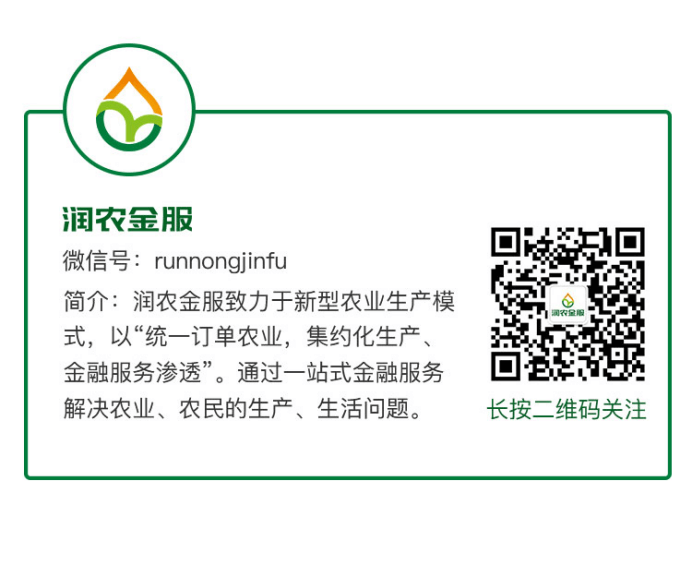 润农金服
微信号：runnongjinfu
简介：润农金服致力于新型农业生产模
式，以“统一订单农业，集约化生产、
金融服务渗透”。通过一站式金融服务
解决农业、农民的生产、生活问题。
润农金服
长按二维码关注